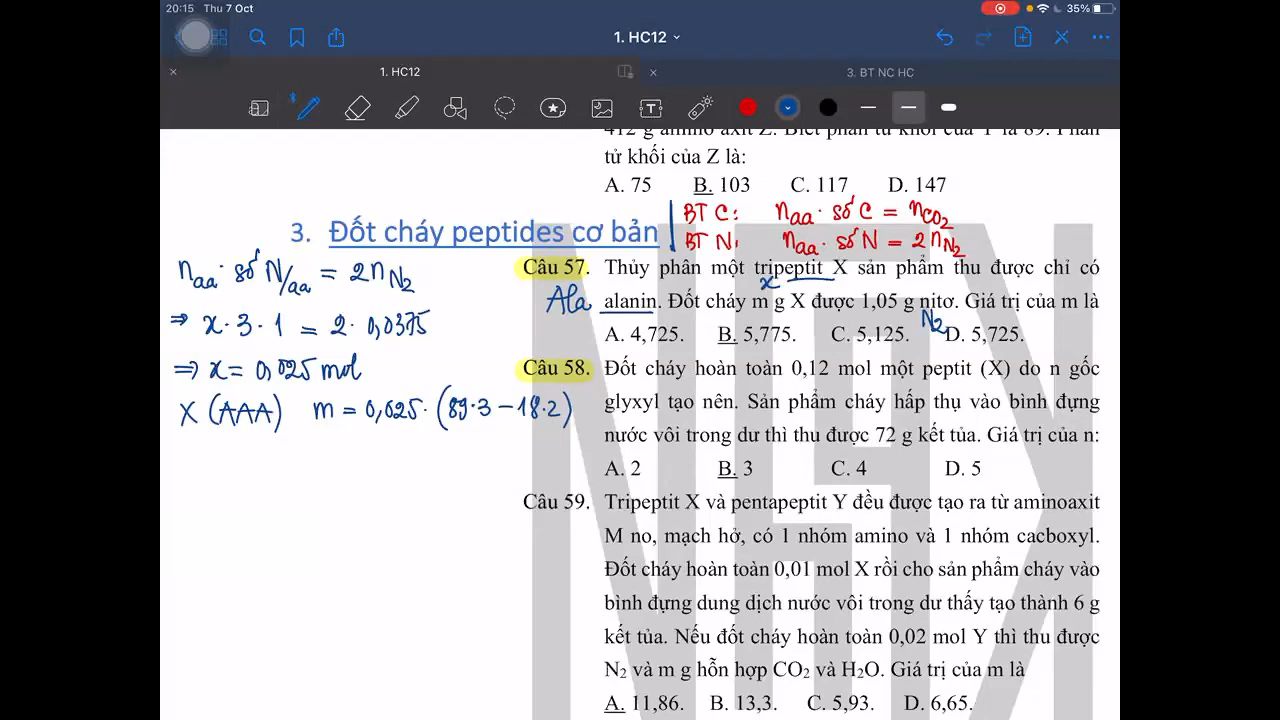 20:15 Thu 7 Oct
35%
1. HC12
1. HC12
3. BT NC HC
412 g amino axit Z. Biết phân tử khối của Y là 89. Phân
tử khối của Z là:
A. 75 B. 103 C. 117 D. 147
BT C: naa . số C = nCO2
BT N: naa . số N = 2 nN2
3. Đốt cháy peptides cơ bản
naa . số N/aa = 2 nN2
⇒ x . 3 . 1 = 2 . 0,0375
⇒ x = 0,025 mol
X (AAA) m = 0,025 . (89.3 − 18.2)
Câu 57. Thủy phân một tripeptit X sản phẩm thu được chỉ có
x
Ala
alanin. Đốt cháy m g X được 1,05 g nitơ. Giá trị của m là
N2
A. 4,725. B. 5,775. C. 5,125. D. 5,725.
Câu 58. Đốt cháy hoàn toàn 0,12 mol một peptit (X) do n gốc
glyxyl tạo nên. Sản phẩm cháy hấp thụ vào bình đựng
nước vôi trong dư thì thu được 72 g kết tủa. Giá trị của n:
A. 2 B. 3 C. 4 D. 5
Câu 59. Tripeptit X và pentapeptit Y đều được tạo ra từ aminoaxit
M no, mạch hở, có 1 nhóm amino và 1 nhóm cacboxyl.
Đốt cháy hoàn toàn 0,01 mol X rồi cho sản phẩm cháy vào
bình đựng dung dịch nước vôi trong dư thấy tạo thành 6 g
kết tủa. Nếu đốt cháy hoàn toàn 0,02 mol Y thì thu được
N2 và m g hỗn hợp CO2 và H2O. Giá trị của m là
A. 11,86. B. 13,3. C. 5,93. D. 6,65.